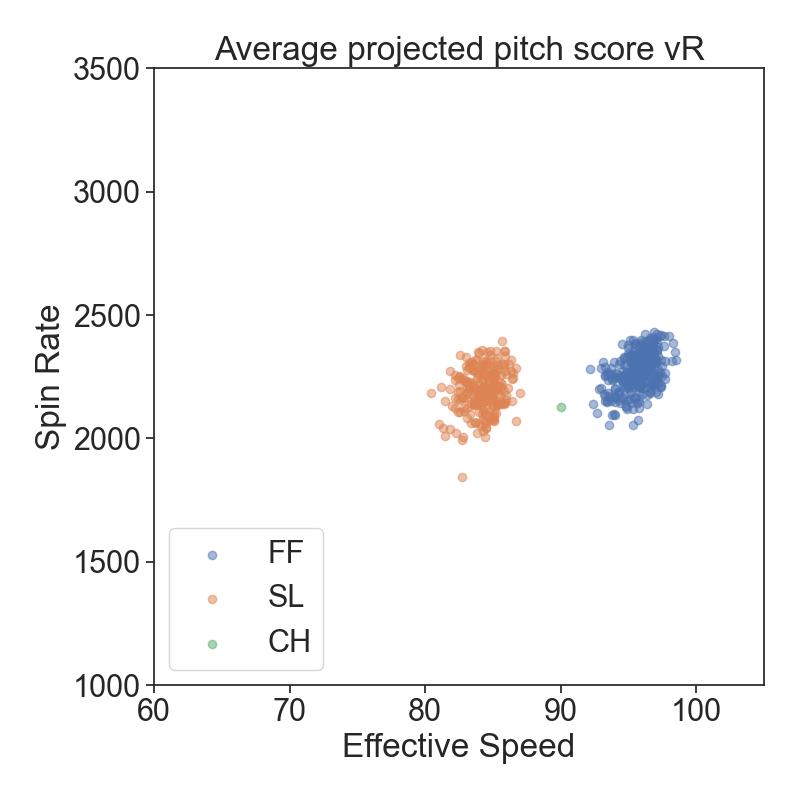 Average projected pitch score vR
3500
3000
2500
2000
1500
1000
Spin Rate
FF
SL
CH
60 70 80 90 100
Effective Speed